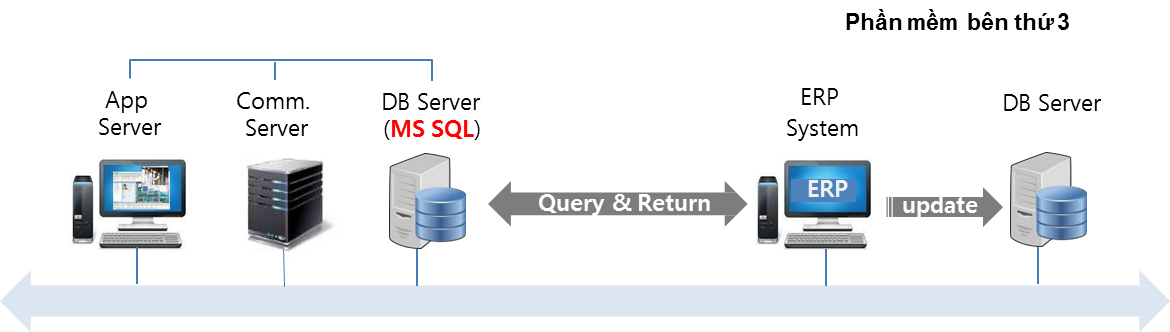 Phần mềm bên thứ 3
App
Server
Comm.
Server
DB Server
(MS SQL)
ERP
System
DB Server
ERP
Query & Return
update